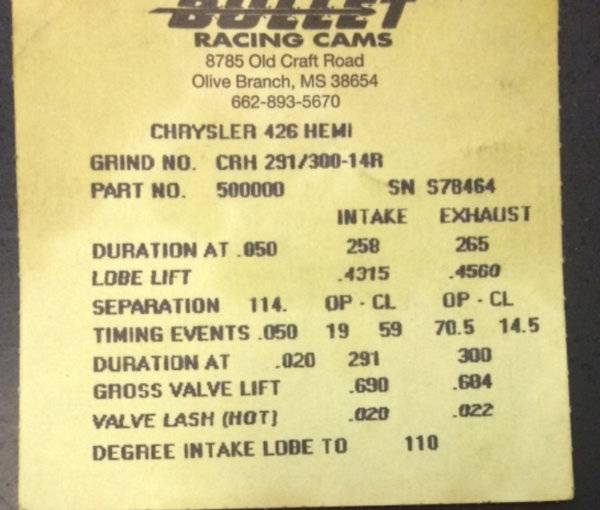 BULLET
RACING CAMS
8785 Old Craft Road
Olive Branch, MS 38654
662-893-5670
CHRYSLER 426 HEMI
GRIND NO. CRH 291/300-14R
PART NO. 500000 SN S78464
INTAKE EXHAUST
DURATION AT .050 258 265
LOBE LIFT .4315 .4560
SEPARATION 114. OP - CL OP - CL
TIMING EVENTS .050 19 59 70.5 14.5
DURATION AT .020 291 300
GROSS VALVE LIFT .690 .684
VALVE LASH (HOT) .020 .022
DEGREE INTAKE LOBE TO 110